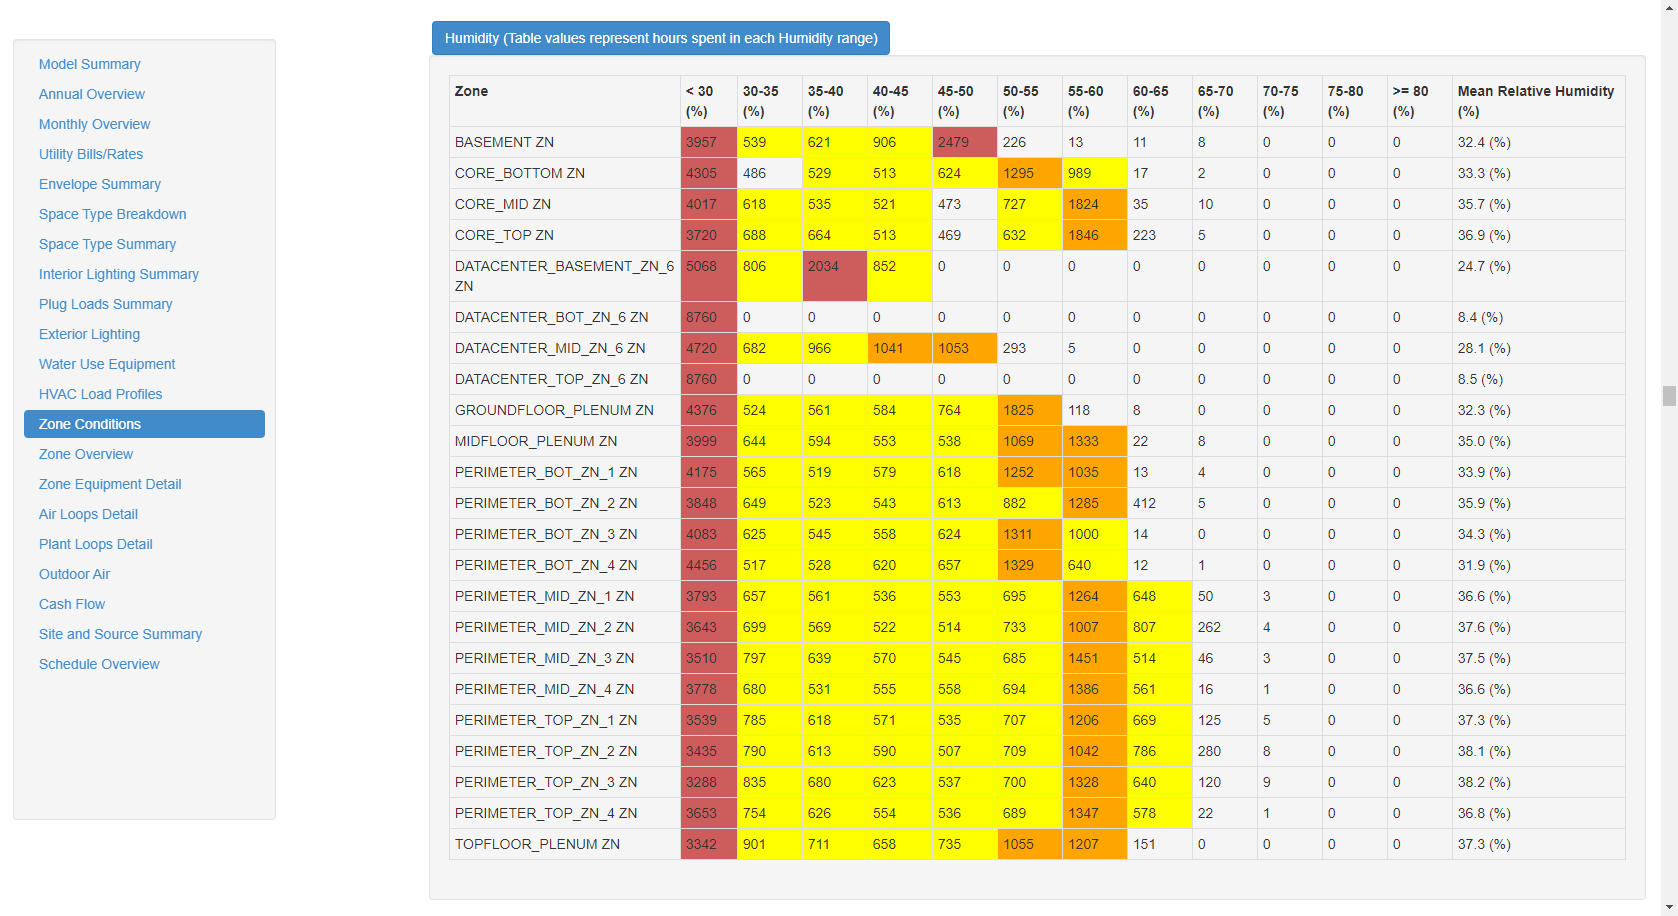 Humidity (Table values represent hours spent in each Humidity range)
Model Summary
Annual Overview
Monthly Overview
Utility Bills/Rates
Envelope Summary
Space Type Breakdown
Space Type Summary
Interior Lighting Summary
Plug Loads Summary
Exterior Lighting
Water Use Equipment
HVAC Load Profiles
Zone Conditions
Zone Overview
Zone Equipment Detail
Air Loops Detail
Plant Loops Detail
Outdoor Air
Cash Flow
Site and Source Summary
Schedule Overview
Zone < 30 30-35 35-40 40-45 45-50 50-55 55-60 60-65 65-70 70-75 75-80 >= 80 Mean Relative Humidity
(%) (%) (%) (%) (%) (%) (%) (%) (%) (%) (%) (%) (%)
BASEMENT ZN 3957 539 621 906 2479 226 13 11 8 0 0 0 32.4 (%)
CORE_BOTTOM ZN 4305 486 529 513 624 1295 989 17 2 0 0 0 33.3 (%)
CORE_MID ZN 4017 618 535 521 473 727 1824 35 10 0 0 0 35.7 (%)
CORE_TOP ZN 3720 688 664 513 469 632 1846 223 5 0 0 0 36.9 (%)
DATACENTER_BASEMENT_ZN_6 5068 806 2034 852 0 0 0 0 0 0 0 0 24.7 (%)
ZN
DATACENTER_BOT_ZN_6 ZN 8760 0 0 0 0 0 0 0 0 0 0 0 8.4 (%)
DATACENTER_MID_ZN_6 ZN 4720 682 966 1041 1053 293 5 0 0 0 0 0 28.1 (%)
DATACENTER_TOP_ZN_6 ZN 8760 0 0 0 0 0 0 0 0 0 0 0 8.5 (%)
GROUNDFLOOR_PLENUM ZN 4376 524 561 584 764 1825 118 8 0 0 0 0 32.3 (%)
MIDFLOOR_PLENUM ZN 3999 644 594 553 538 1069 1333 22 8 0 0 0 35.0 (%)
PERIMETER_BOT_ZN_1 ZN 4175 565 519 579 618 1252 1035 13 4 0 0 0 33.9 (%)
PERIMETER_BOT_ZN_2 ZN 3848 649 523 543 613 882 1285 412 5 0 0 0 35.9 (%)
PERIMETER_BOT_ZN_3 ZN 4083 625 545 558 624 1311 1000 14 0 0 0 0 34.3 (%)
PERIMETER_BOT_ZN_4 ZN 4456 517 528 620 657 1329 640 12 1 0 0 0 31.9 (%)
PERIMETER_MID_ZN_1 ZN 3793 657 561 536 553 695 1264 648 50 3 0 0 36.6 (%)
PERIMETER_MID_ZN_2 ZN 3643 699 569 522 514 733 1007 807 262 4 0 0 37.6 (%)
PERIMETER_MID_ZN_3 ZN 3510 797 639 570 545 685 1451 514 46 3 0 0 37.5 (%)
PERIMETER_MID_ZN_4 ZN 3778 680 531 555 558 694 1386 561 16 1 0 0 36.6 (%)
PERIMETER_TOP_ZN_1 ZN 3539 785 618 571 535 707 1206 669 125 5 0 0 37.3 (%)
PERIMETER_TOP_ZN_2 ZN 3435 790 613 590 507 709 1042 786 280 8 0 0 38.1 (%)
PERIMETER_TOP_ZN_3 ZN 3288 835 680 623 537 700 1328 640 120 9 0 0 38.2 (%)
PERIMETER_TOP_ZN_4 ZN 3653 754 626 554 536 689 1347 578 22 1 0 0 36.8 (%)
TOPFLOOR_PLENUM ZN 3342 901 711 658 735 1055 1207 151 0 0 0 0 37.3 (%)